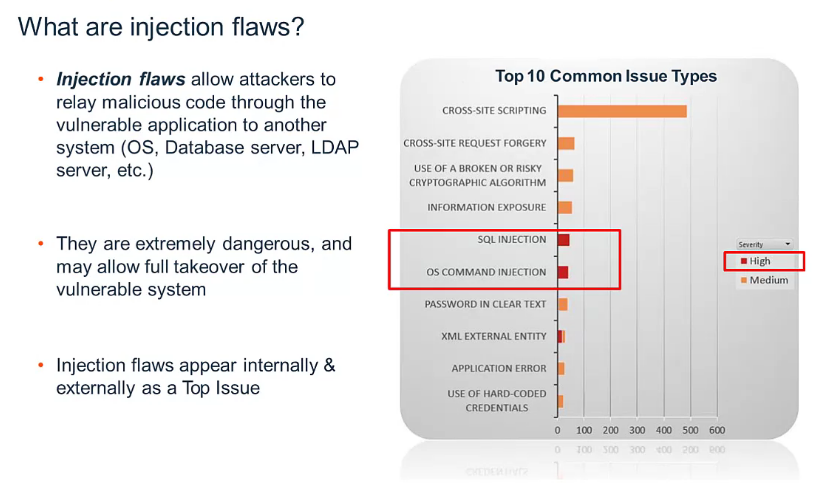 What are injection flaws?
• Injection flaws allow attackers to
relay malicious code through the
vulnerable application to another
system (OS, Database server, LDAP
server, etc.)
• They are extremely dangerous, and
may allow full takeover of the
vulnerable system
• Injection flaws appear internally &
externally as a Top Issue
Top 10 Common Issue Types
CROSS-SITE SCRIPTING
CROSS-SITE REQUEST FORGERY
USE OF A BROKEN OR RISKY
CRYPTOGRAPHIC ALGORITHM
INFORMATION EXPOSURE
SQL INJECTION
OS COMMAND INJECTION
PASSWORD IN CLEAR TEXT
XML EXTERNAL ENTITY
APPLICATION ERROR
USE OF HARD-CODED
CREDENTIALS
0 100 200 300 400 500 600
Severity
High
Medium